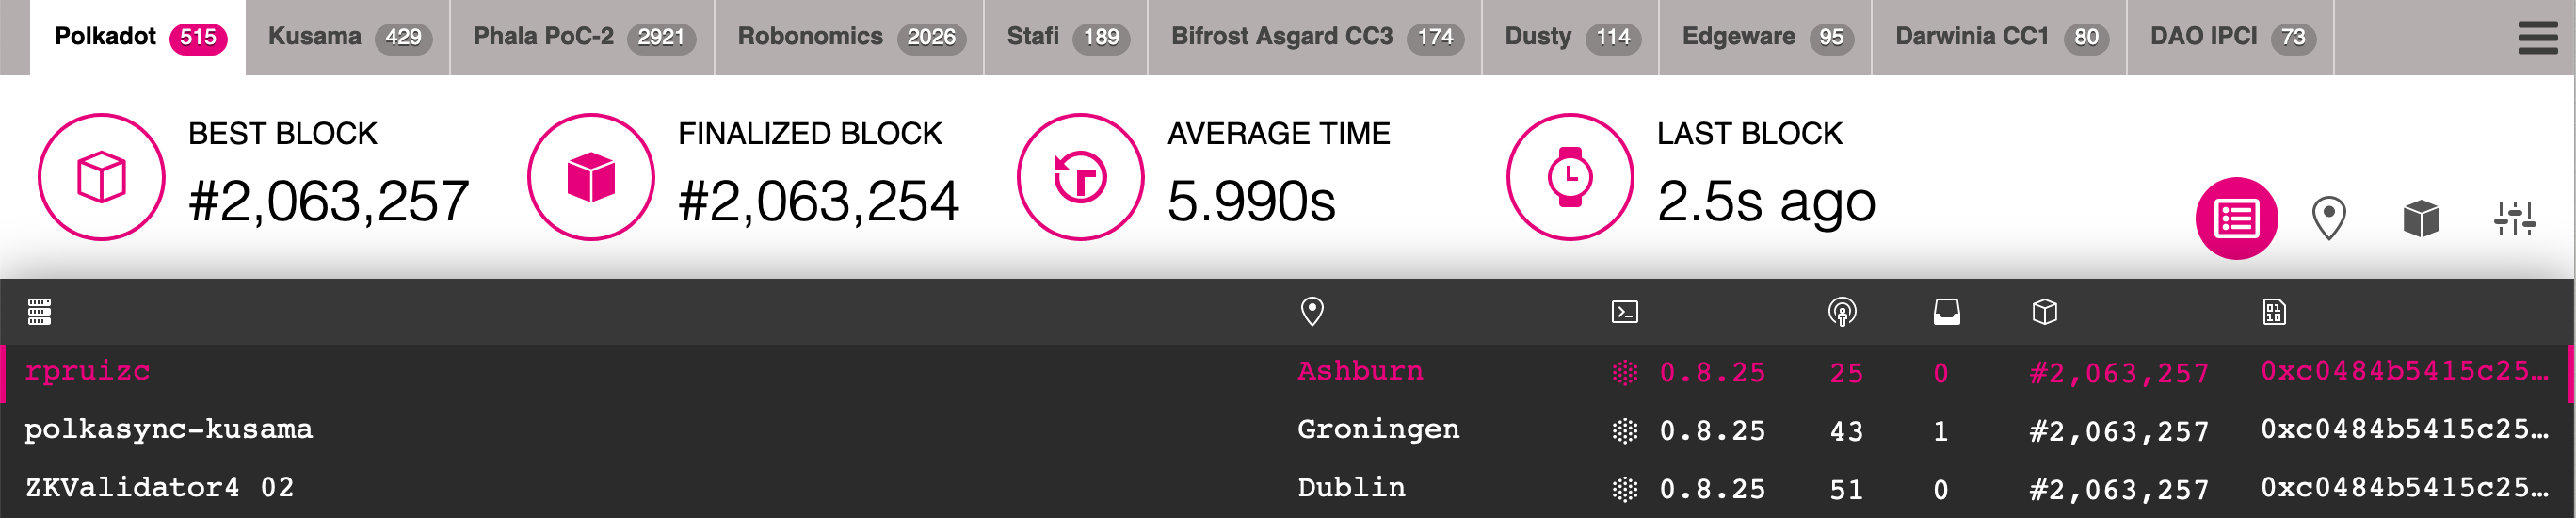 Polkadot 515 Kusama 429 Phala PoC-2 2921 Robonomics 2026 Stafi 189 Bifrost Asgard CC3 174 Dusty 114 Edgeware 95 Darwinia CC1 80 DAO IPCI 73
BEST BLOCK FINALIZED BLOCK AVERAGE TIME LAST BLOCK
#2,063,257 #2,063,254 5.990s 2.5s ago
rpruizc Ashburn 0.8.25 25 0 #2,063,257 0xc0484b5415c25…
polkasync-kusama Groningen 0.8.25 43 1 #2,063,257 0xc0484b5415c25…
ZKValidator4 02 Dublin 0.8.25 51 0 #2,063,257 0xc0484b5415c25…